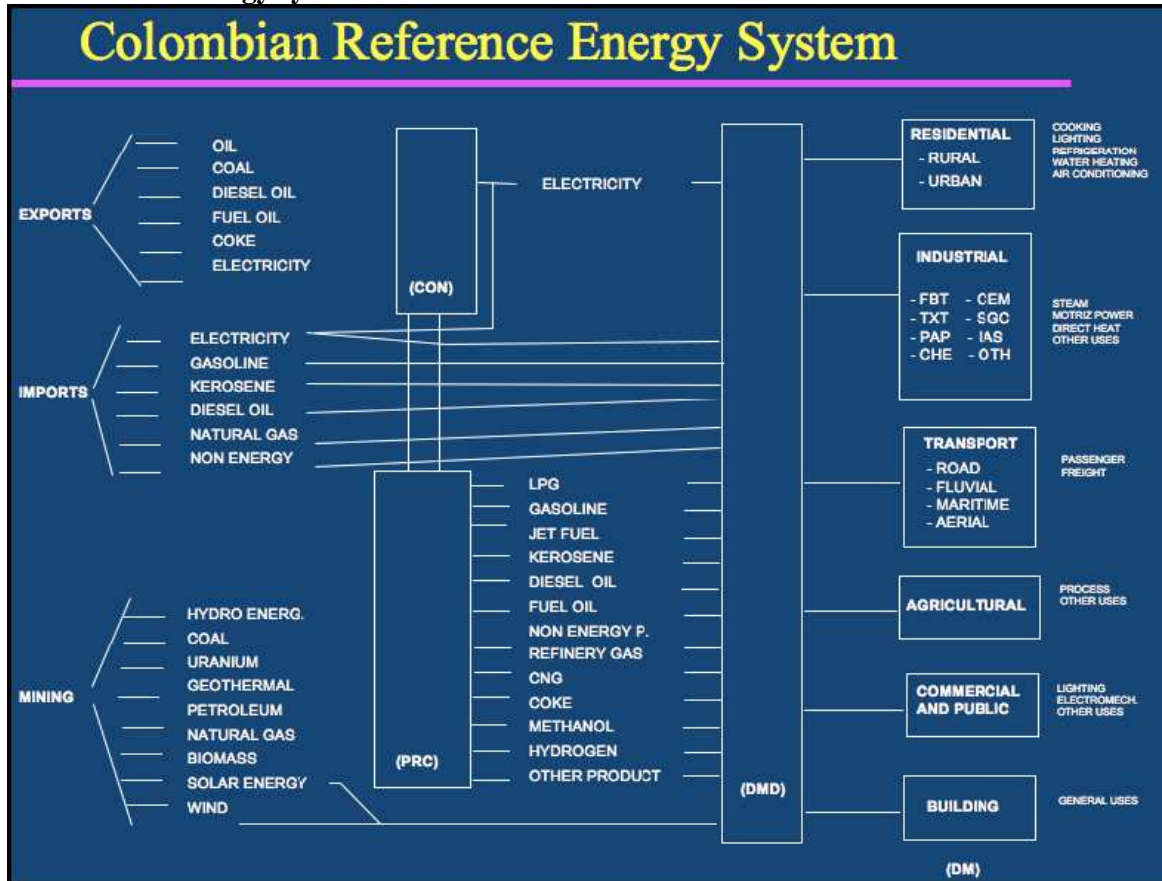 Colombian Reference Energy System
EXPORTS
OIL
COAL
DIESEL OIL
FUEL OIL
COKE
ELECTRICITY
IMPORTS
ELECTRICITY
GASOLINE
KEROSENE
DIESEL OIL
NATURAL GAS
NON ENERGY
MINING
HYDRO ENERG.
COAL
URANIUM
GEOTHERMAL
PETROLEUM
NATURAL GAS
BIOMASS
SOLAR ENERGY
WIND
(CON)
ELECTRICITY
(PRC)
LPG
GASOLINE
JET FUEL
KEROSENE
DIESEL OIL
FUEL OIL
NON ENERGY P.
REFINERY GAS
CNG
COKE
METHANOL
HYDROGEN
OTHER PRODUCT
(DMD)
RESIDENTIAL
- RURAL
- URBAN
COOKING
LIGHTING
REFRIGERATION
WATER HEATING
AIR CONDITIONING
INDUSTRIAL
- FBT - CEM
- TXT - SGC
- PAP - IAS
- CHE - OTH
STEAM
MOTRIZ POWER
DIRECT HEAT
OTHER USES
TRANSPORT
- ROAD
- FLUVIAL
- MARITIME
- AERIAL
PASSENGER
FREIGHT
AGRICULTURAL
PROCESS
OTHER USES
COMMERCIAL
AND PUBLIC
LIGHTING
ELECTROMECH.
OTHER USES
BUILDING
GENERAL USES
(DM)